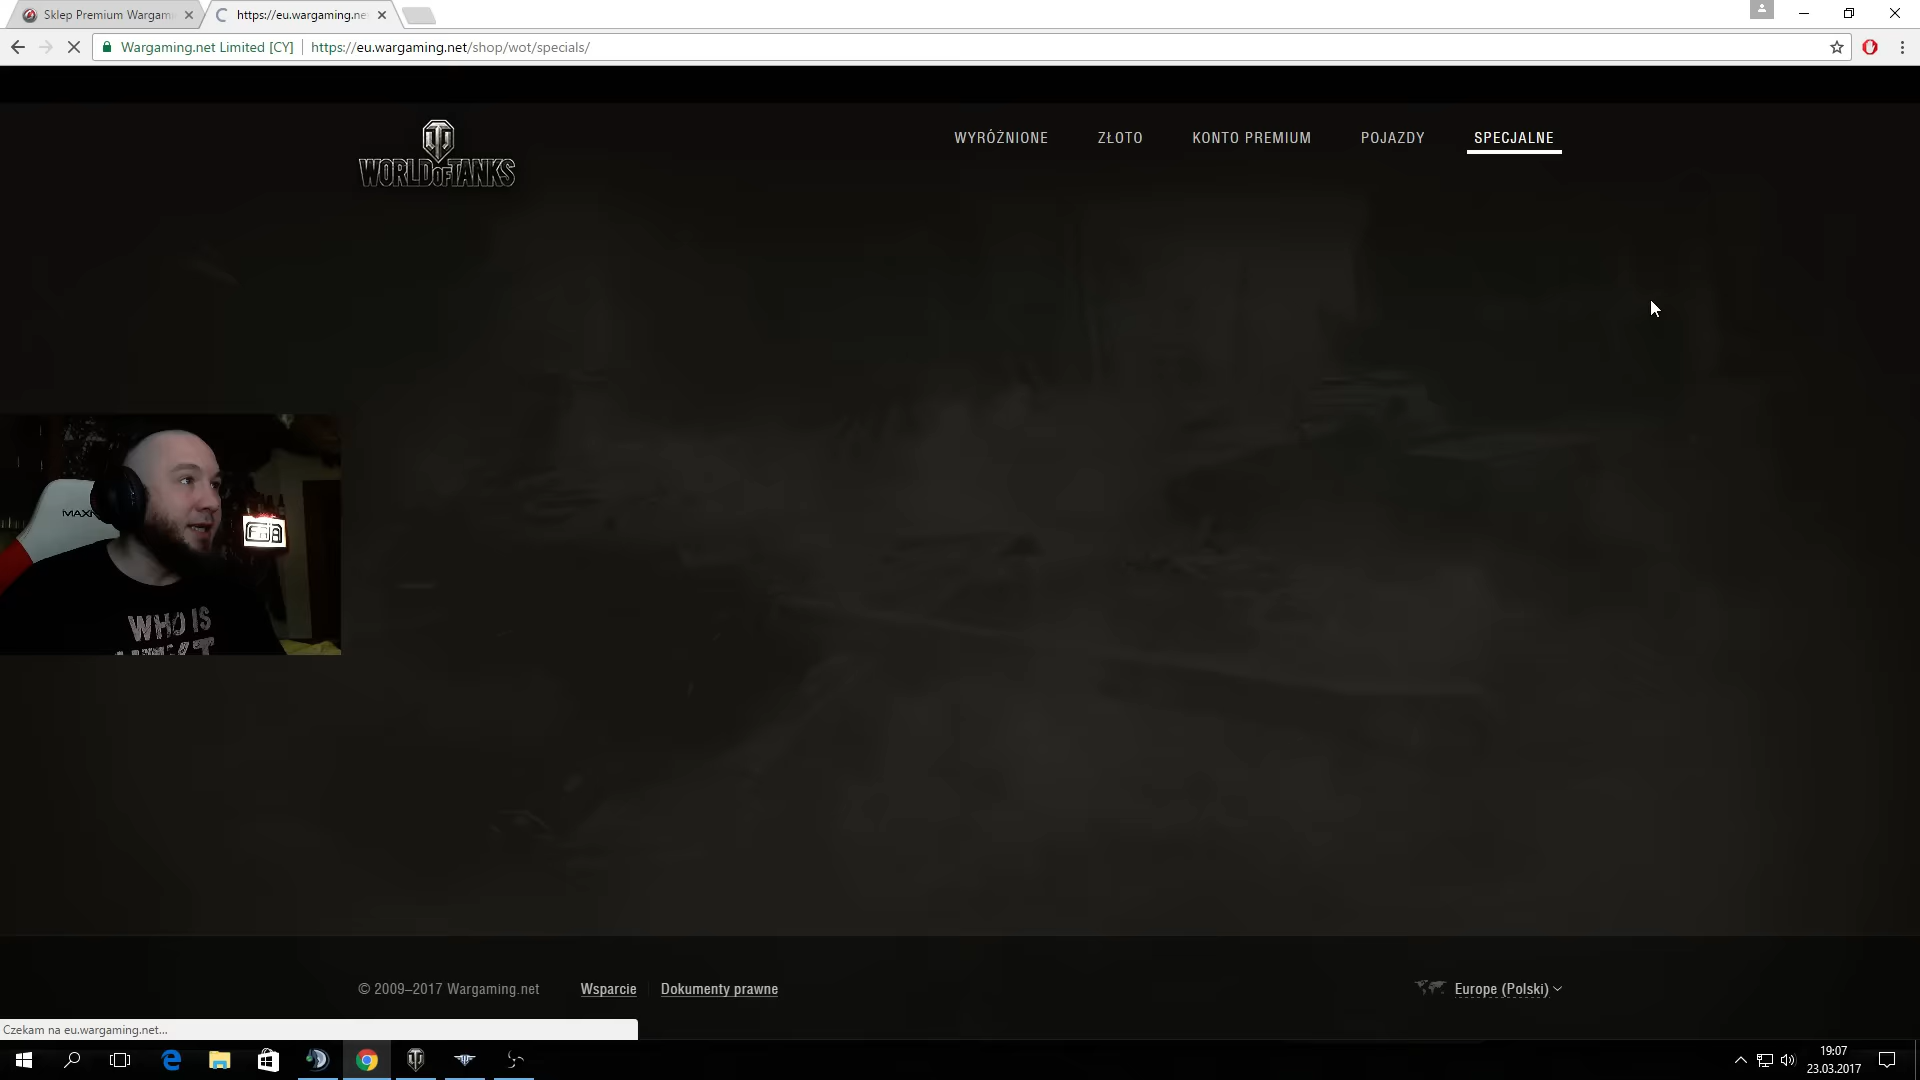 Sklep Premium Wargami
https://eu.wargaming.ne
Wargaming.net Limited [CY]
https://eu.wargaming.net/shop/wot/specials/
WORLD OF TANKS
WYRÓŻNIONE
ZŁOTO
KONTO PREMIUM
POJAZDY
SPECJALNE
MAXN
WHO IS
© 2009–2017 Wargaming.net
Wsparcie
Dokumenty prawne
Europe (Polski)
Czekam na eu.wargaming.net...
19:07
23.03.2017